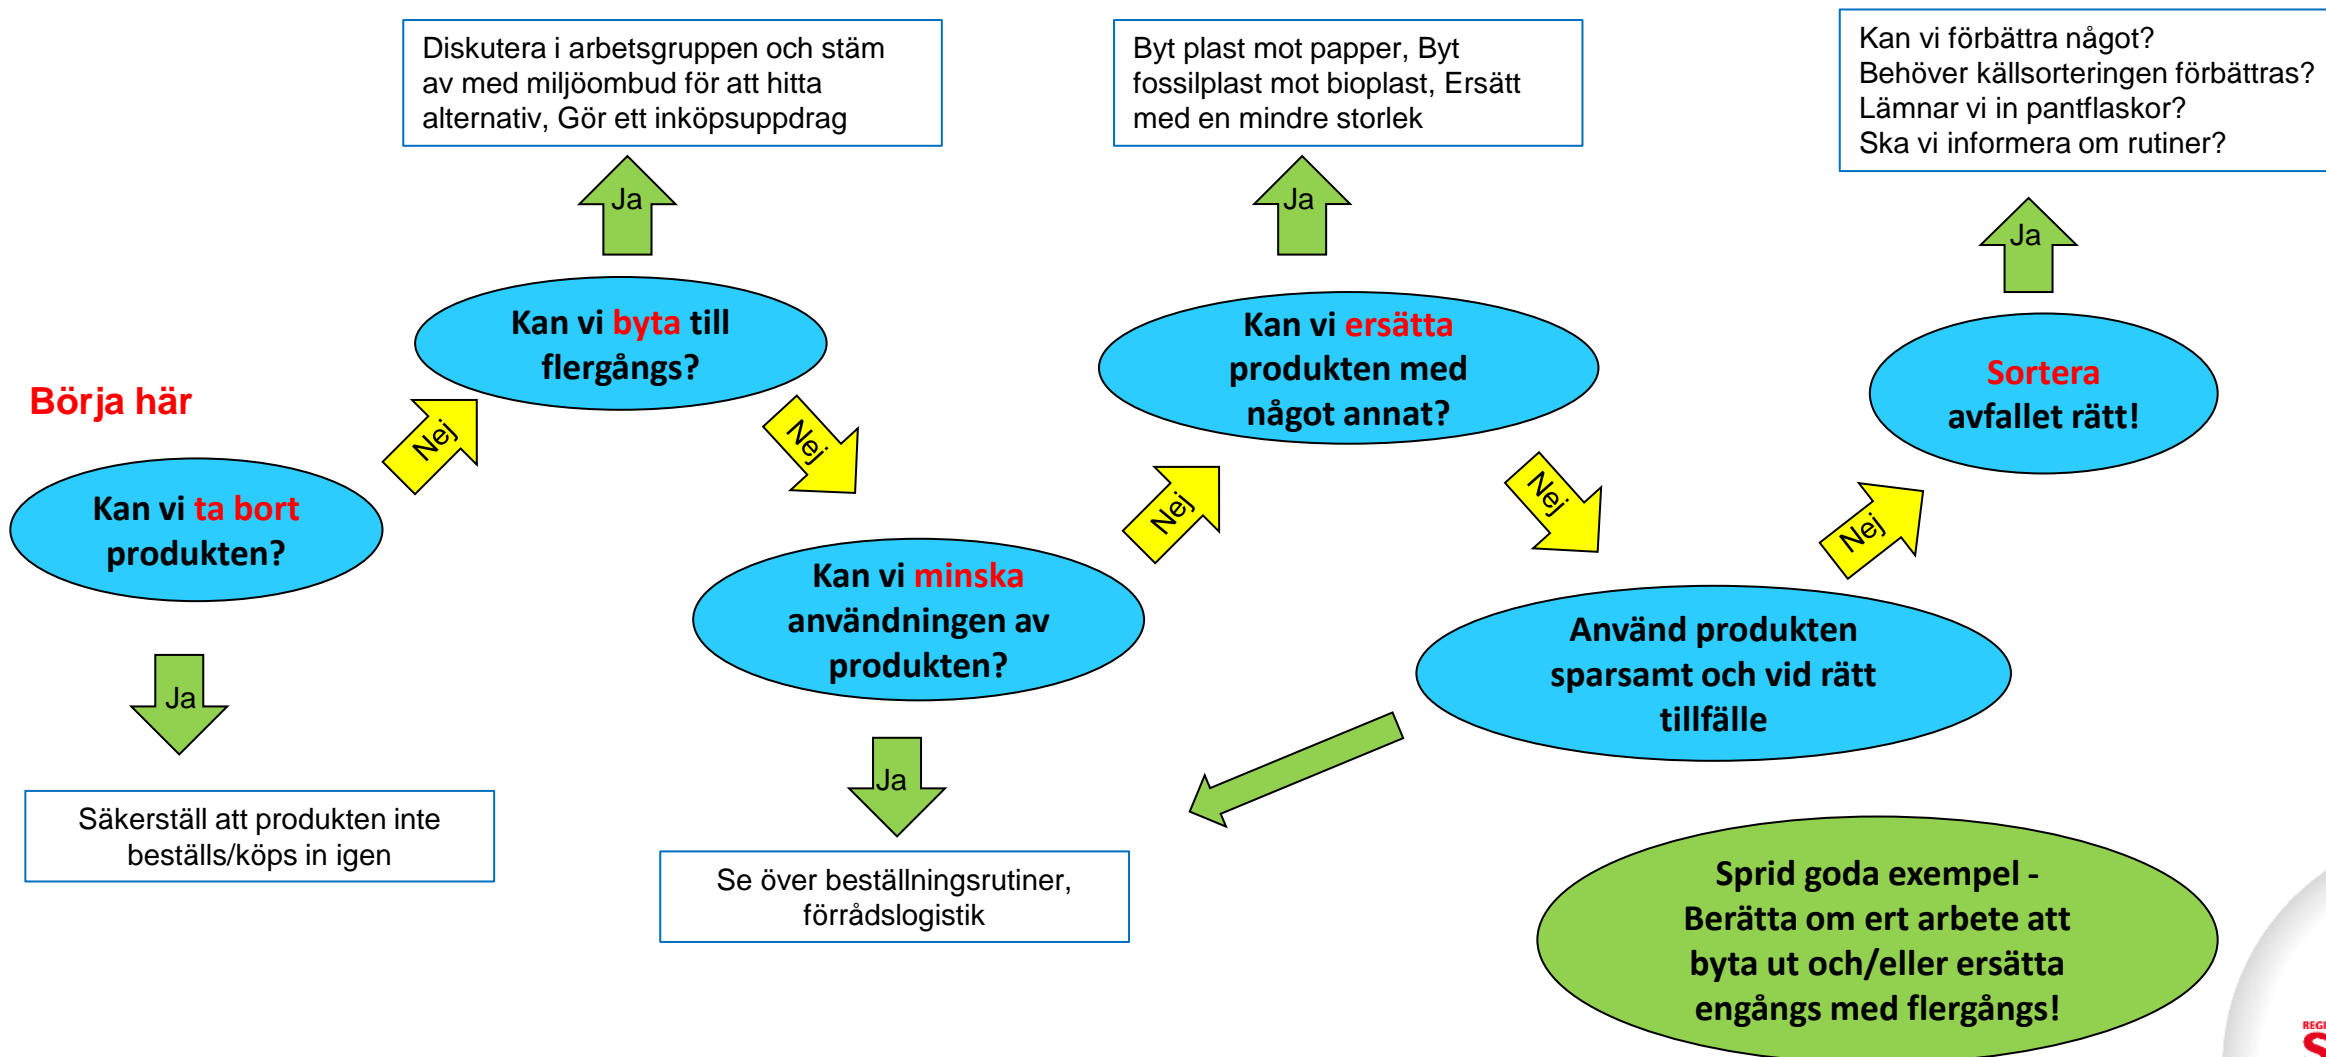 Börja här
Kan vi ta bort
produkten?
Ja
Säkerställ att produkten inte
beställs/köps in igen
Nej
Kan vi byta till
flergångs?
Ja
Diskutera i arbetsgruppen och stäm
av med miljöombud för att hitta
alternativ, Gör ett inköpsuppdrag
Nej
Kan vi minska
användningen av
produkten?
Ja
Se över beställningsrutiner,
förrådslogistik
Nej
Kan vi ersätta
produkten med
något annat?
Ja
Byt plast mot papper, Byt
fossilplast mot bioplast, Ersätt
med en mindre storlek
Nej
Använd produkten
sparsamt och vid rätt
tillfälle
Nej
Sortera
avfallet rätt!
Ja
Kan vi förbättra något?
Behöver källsorteringen förbättras?
Lämnar vi in pantflaskor?
Ska vi informera om rutiner?
Sprid goda exempel -
Berätta om ert arbete att
byta ut och/eller ersätta
engångs med flergångs!